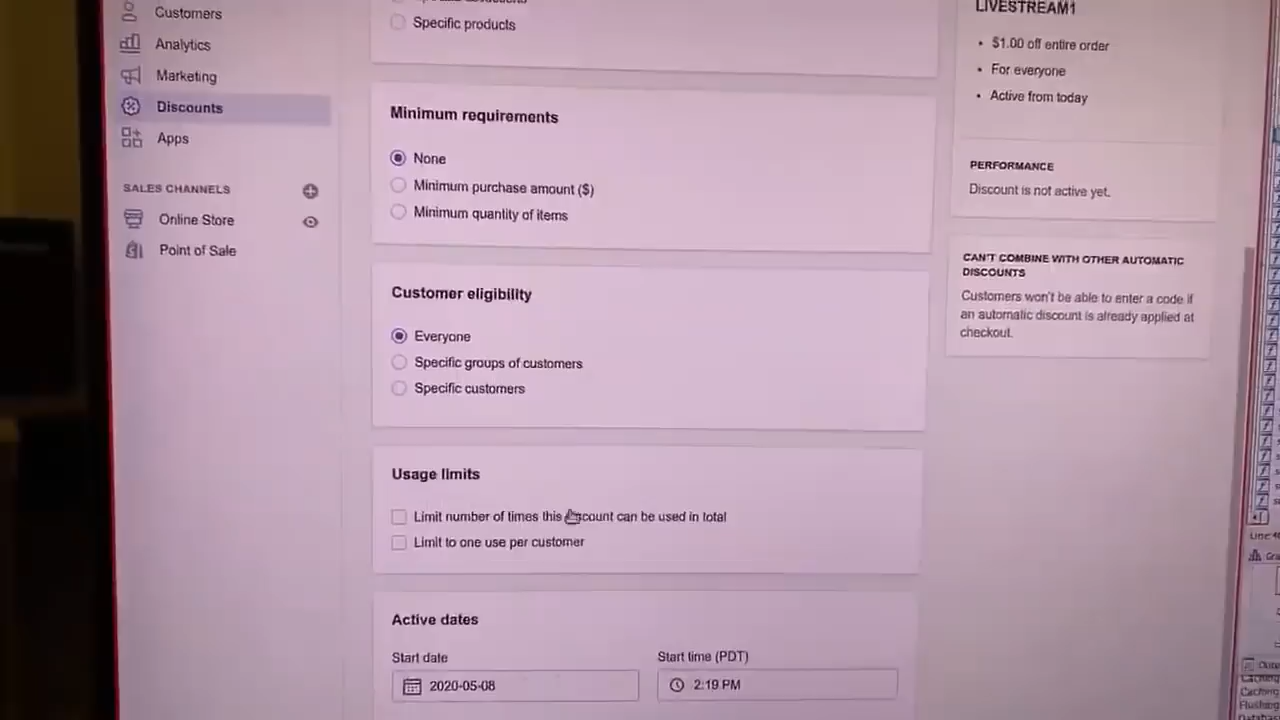 Customers
Analytics
Marketing
Discounts
Apps
SALES CHANNELS
Online Store
Point of Sale
Specific products
Minimum requirements
None
Minimum purchase amount ($)
Minimum quantity of items
Customer eligibility
Everyone
Specific groups of customers
Specific customers
Usage limits
Limit number of times this discount can be used in total
Limit to one use per customer
Active dates
Start date
2020-05-08
Start time (PDT)
2:19 PM
LIVESTREAM1
• $1.00 off entire order
• For everyone
• Active from today
PERFORMANCE
Discount is not active yet.
CAN'T COMBINE WITH OTHER AUTOMATIC
DISCOUNTS
Customers won't be able to enter a code if
an automatic discount is already applied at
checkout.